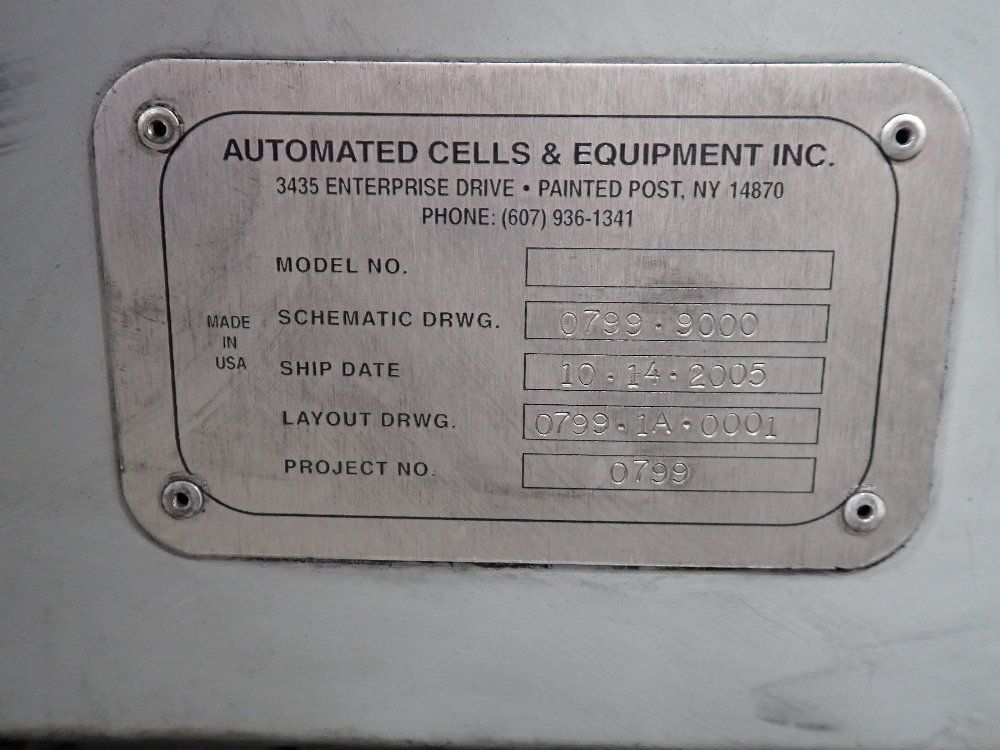 AUTOMATED CELLS & EQUIPMENT INC.
3435 ENTERPRISE DRIVE • PAINTED POST, NY 14870
PHONE: (607) 936-1341
MODEL NO.
SCHEMATIC DRWG. 0799·9000
SHIP DATE 10·14·2005
LAYOUT DRWG. 0799·1A·0001
PROJECT NO. 0799
MADE
IN
USA